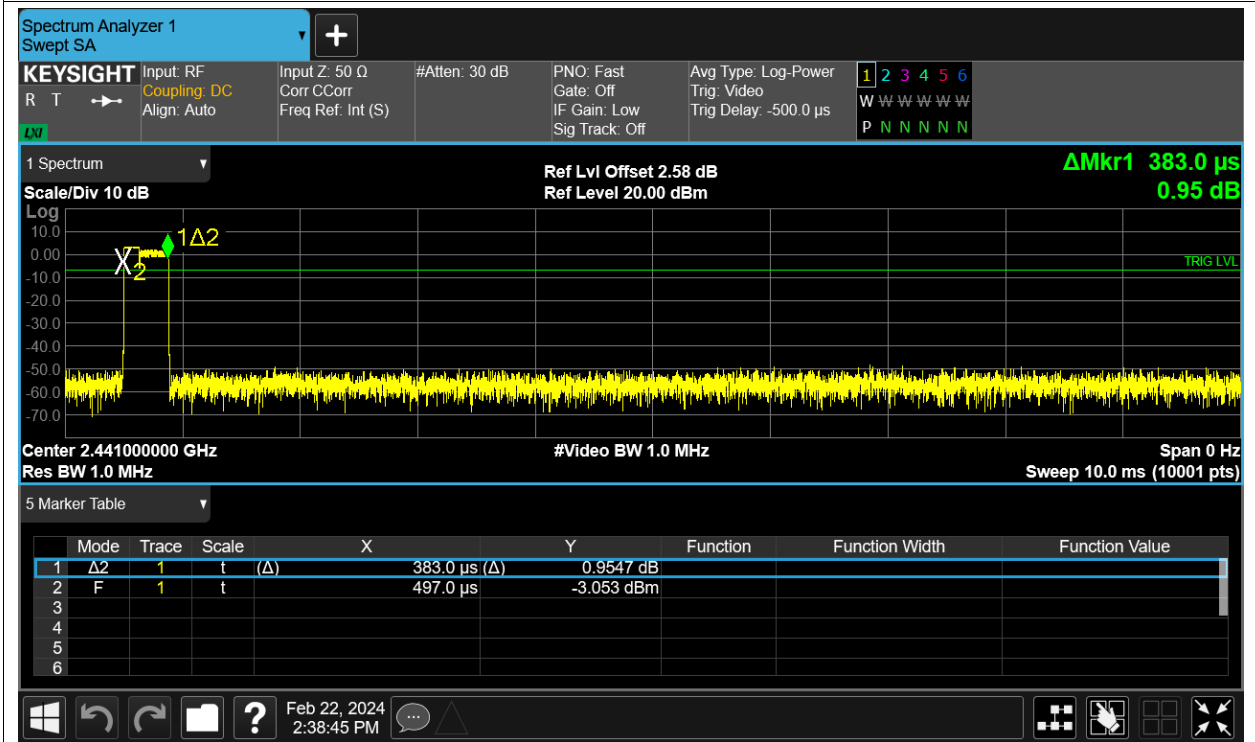 Spectrum Analyzer 1
Swept SA
+
KEYSIGHT
R T
LXI
Input: RF
Coupling: DC
Align: Auto
Input Z: 50 Ω
Corr CCorr
Freq Ref: Int (S)
#Atten: 30 dB
PNO: Fast
Gate: Off
IF Gain: Low
Sig Track: Off
Avg Type: Log-Power
Trig: Video
Trig Delay: -500.0 µs
1 2 3 4 5 6
W W W W W W
P N N N N N
1 Spectrum
Scale/Div 10 dB
Ref Lvl Offset 2.58 dB
Ref Level 20.00 dBm
ΔMkr1 383.0 µs
0.95 dB
Log
10.0
0.00
-10.0
-20.0
-30.0
-40.0
-50.0
-60.0
-70.0
1Δ2
X
2
TRIG LVL
Center 2.441000000 GHz
#Video BW 1.0 MHz
Span 0 Hz
Res BW 1.0 MHz
Sweep 10.0 ms (10001 pts)
5 Marker Table
Mode Trace Scale X Y Function Function Width Function Value
1 Δ2 1 t (Δ) 383.0 µs (Δ) 0.9547 dB
2 F 1 t 497.0 µs -3.053 dBm
3
4
5
6
?
Feb 22, 2024
2:38:45 PM